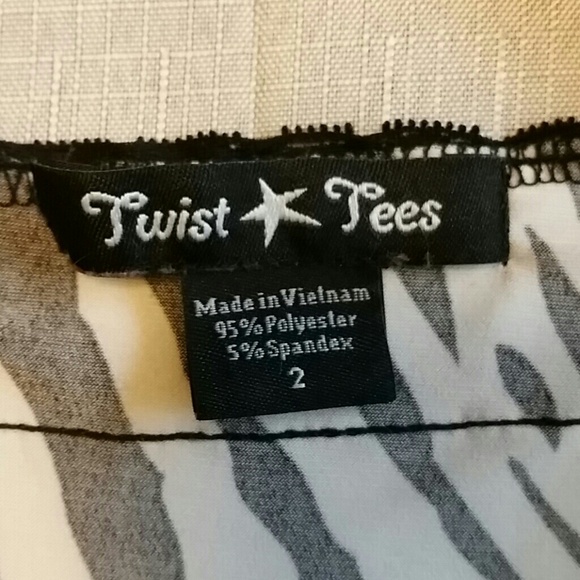 Twist Tees
Made in Vietnam
95% Polyester
5% Spandex
2